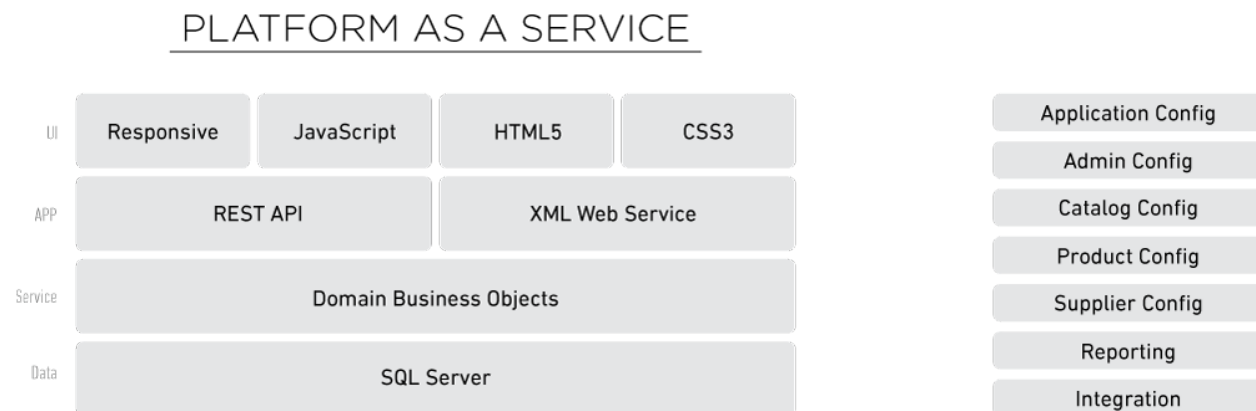 PLATFORM AS A SERVICE
UI
Responsive
JavaScript
HTML5
CSS3
APP
REST API
XML Web Service
Service
Domain Business Objects
Data
SQL Server
Application Config
Admin Config
Catalog Config
Product Config
Supplier Config
Reporting
Integration